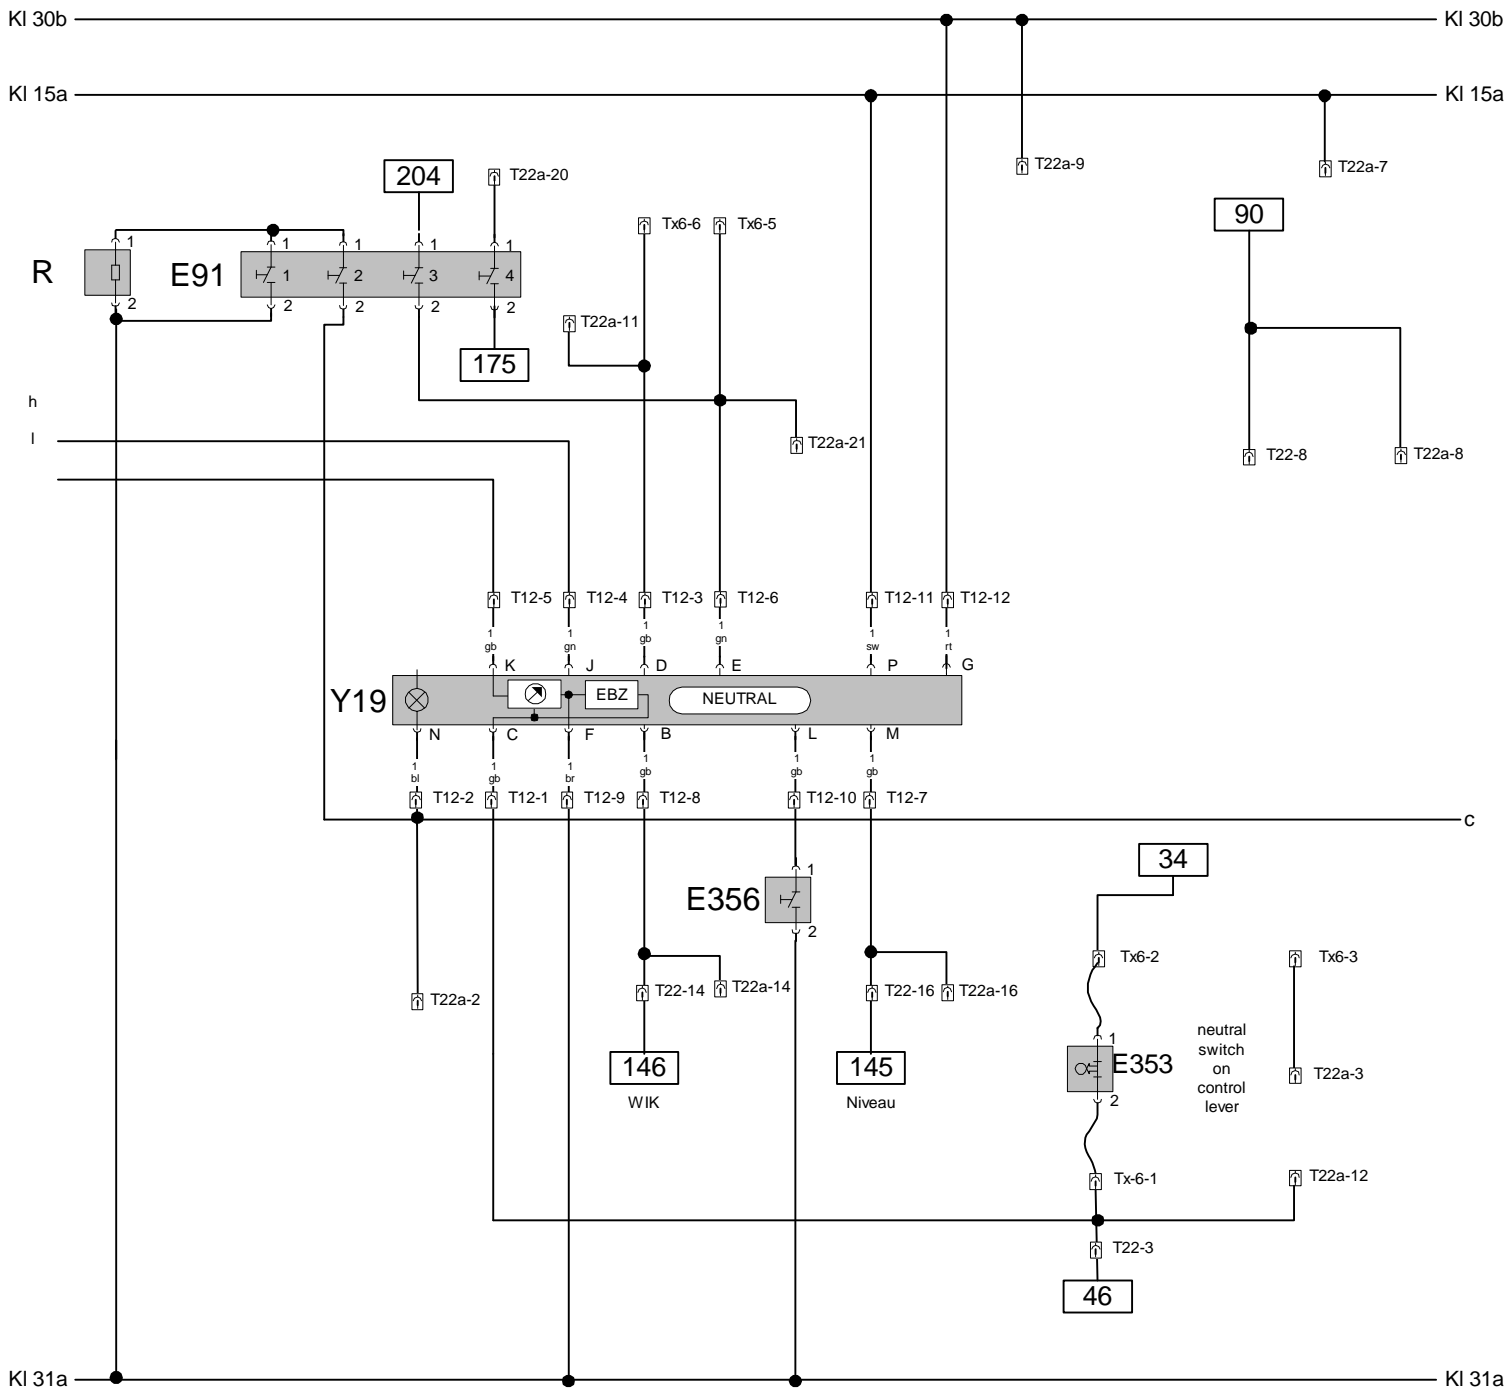 Kl 30b
Kl 30b
Kl 15a
Kl 15a
T22a-9
T22a-7
204
T22a-20
90
Tx6-6
Tx6-5
1
1
1
1
1
R
E91
1
2
3
4
2
2
2
2
2
T22a-11
175
h
l
T22a-21
T22-8
T22a-8
T12-5
T12-4
T12-3
T12-6
T12-11
T12-12
1
gb
1
gn
1
gb
1
gn
1
sw
1
rt
K
J
D
E
P
G
Y19
EBZ
NEUTRAL
N
C
F
B
L
M
1
bl
1
gb
1
br
1
gb
1
gb
1
gb
T12-2
T12-1
T12-9
T12-8
T12-10
T12-7
c
34
1
E356
2
Tx6-2
Tx6-3
T22a-2
T22-14
T22a-14
T22-16
T22a-16
146
WIK
145
Niveau
1
E353
2
neutral
switch
on
control
lever
T22a-3
Tx-6-1
T22a-12
T22-3
46
Kl 31a
Kl 31a